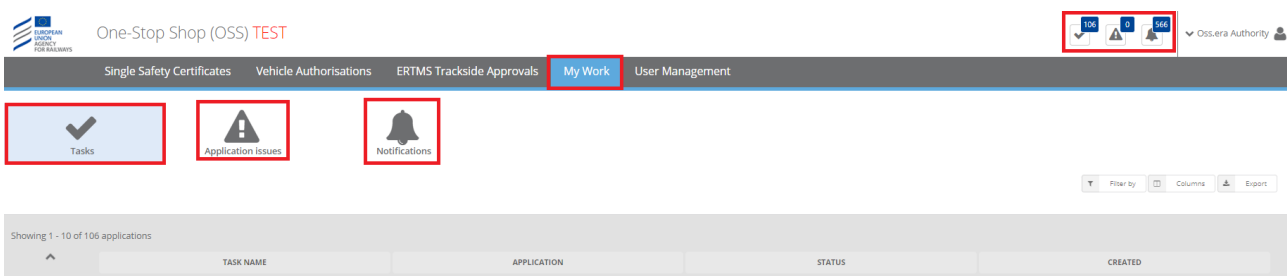 EUROPEAN
UNION
AGENCY
FOR RAILWAYS
One-Stop Shop (OSS) TEST
106 0 566
Oss.era Authority
Single Safety Certificates Vehicle Authorisations ERTMS Trackside Approvals My Work User Management
Tasks Application issues Notifications
Filter by Columns Export
Showing 1 - 10 of 106 applications
TASK NAME APPLICATION STATUS CREATED